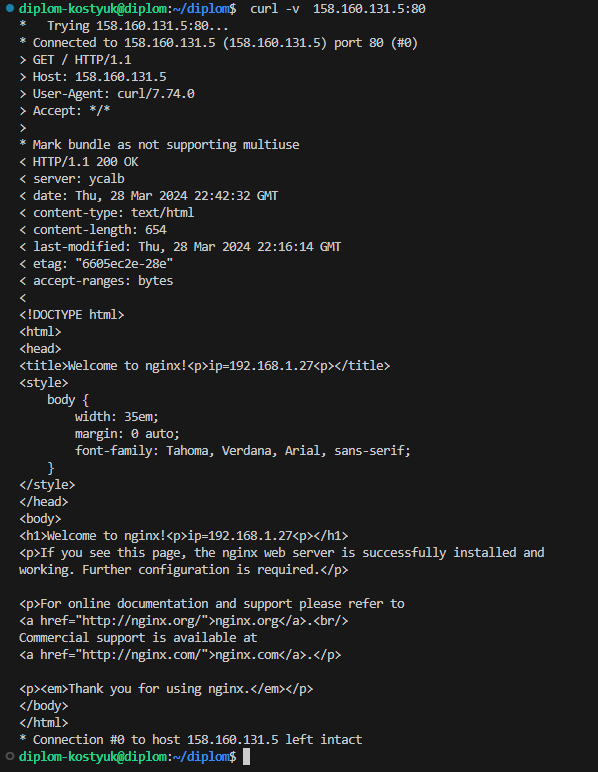 diplom-kostyuk@diplom:~/diplom$  curl -v  158.160.131.5:80
*   Trying 158.160.131.5:80...
* Connected to 158.160.131.5 (158.160.131.5) port 80 (#0)
> GET / HTTP/1.1
> Host: 158.160.131.5
> User-Agent: curl/7.74.0
> Accept: */*
>
* Mark bundle as not supporting multiuse
< HTTP/1.1 200 OK
< server: ycalb
< date: Thu, 28 Mar 2024 22:42:32 GMT
< content-type: text/html
< content-length: 654
< last-modified: Thu, 28 Mar 2024 22:16:14 GMT
< etag: "6605ec2e-28e"
< accept-ranges: bytes
<
<!DOCTYPE html>
<html>
<head>
<title>Welcome to nginx!<p>ip=192.168.1.27<p></title>
<style>
    body {
        width: 35em;
        margin: 0 auto;
        font-family: Tahoma, Verdana, Arial, sans-serif;
    }
</style>
</head>
<body>
<h1>Welcome to nginx!<p>ip=192.168.1.27<p></h1>
<p>If you see this page, the nginx web server is successfully installed and
working. Further configuration is required.</p>

<p>For online documentation and support please refer to
<a href="http://nginx.org/">nginx.org</a>.<br/>
Commercial support is available at
<a href="http://nginx.com/">nginx.com</a>.</p>

<p><em>Thank you for using nginx.</em></p>
</body>
</html>
* Connection #0 to host 158.160.131.5 left intact
diplom-kostyuk@diplom:~/diplom$